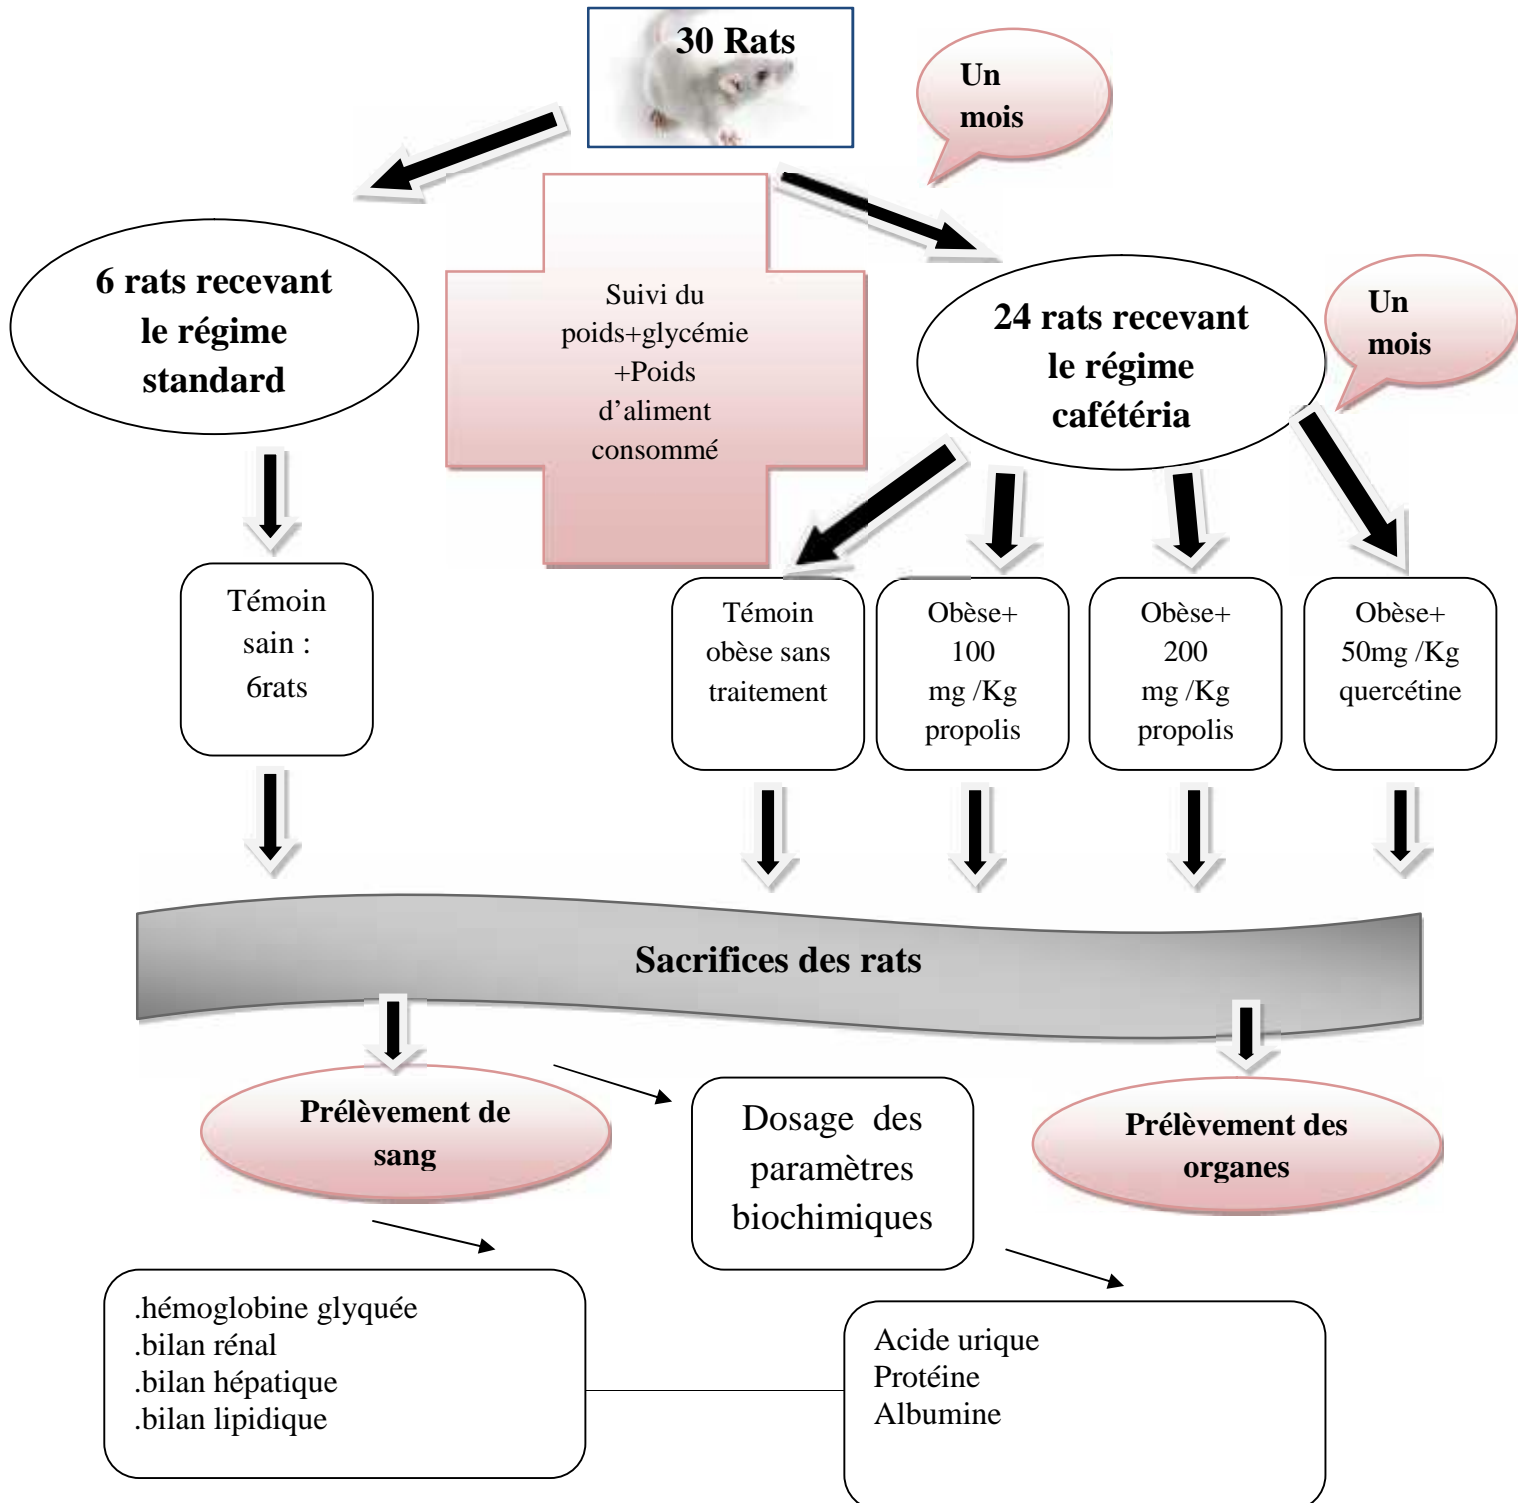 30 Rats
Un
mois
6 rats recevant
le régime
standard
Suivi du
poids+glycémie
+Poids
d’aliment
consommé
24 rats recevant
le régime
cafétéria
Un
mois
Témoin
sain :
6rats
Témoin
obèse sans
traitement
Obèse+
100
mg /Kg
propolis
Obèse+
200
mg /Kg
propolis
Obèse+
50mg /Kg
quercétine
Sacrifices des rats
Prélèvement de
sang
Dosage des
paramètres
biochimiques
Prélèvement des
organes
.hémoglobine glyquée
.bilan rénal
.bilan hépatique
.bilan lipidique
Acide urique
Protéine
Albumine